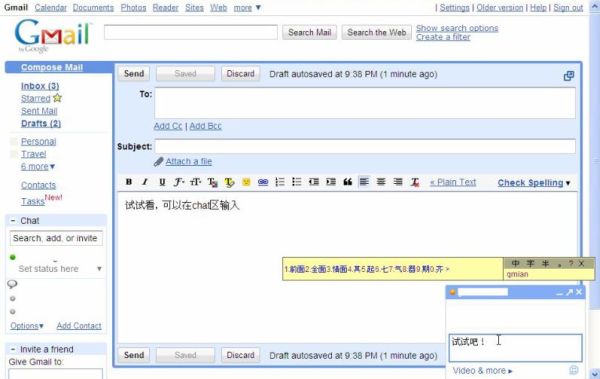 Gmail Calendar Documents Photos Reader Sites Web more ▼
| Settings | Older version | Help | Sign out
Gmail
by Google
Search Mail
Search the Web
Show search options
Create a filter
Compose Mail
Inbox (3)
Starred
Sent Mail
Drafts (2)
Personal
Travel
6 more ▼
Contacts
Tasks New!
− Chat
Search, add, or invite
Set status here ▼
Options ▼ Add Contact
− Invite a friend
Give Gmail to:
Send Saved Discard Draft autosaved at 9:38 PM (1 minute ago)
To:
Add Cc | Add Bcc
Subject:
Attach a file
B I U « Plain Text Check Spelling ▼
试试看，可以在chat区输入
1.前面2.全面3.情面4.其5.起6.七7.气8.器9.期0.齐 >
中 字 半 。 ? X
qmian
试试吧！
Video & more ▸
Send Saved Discard Draft autosaved at 9:38 PM (1 minute ago)